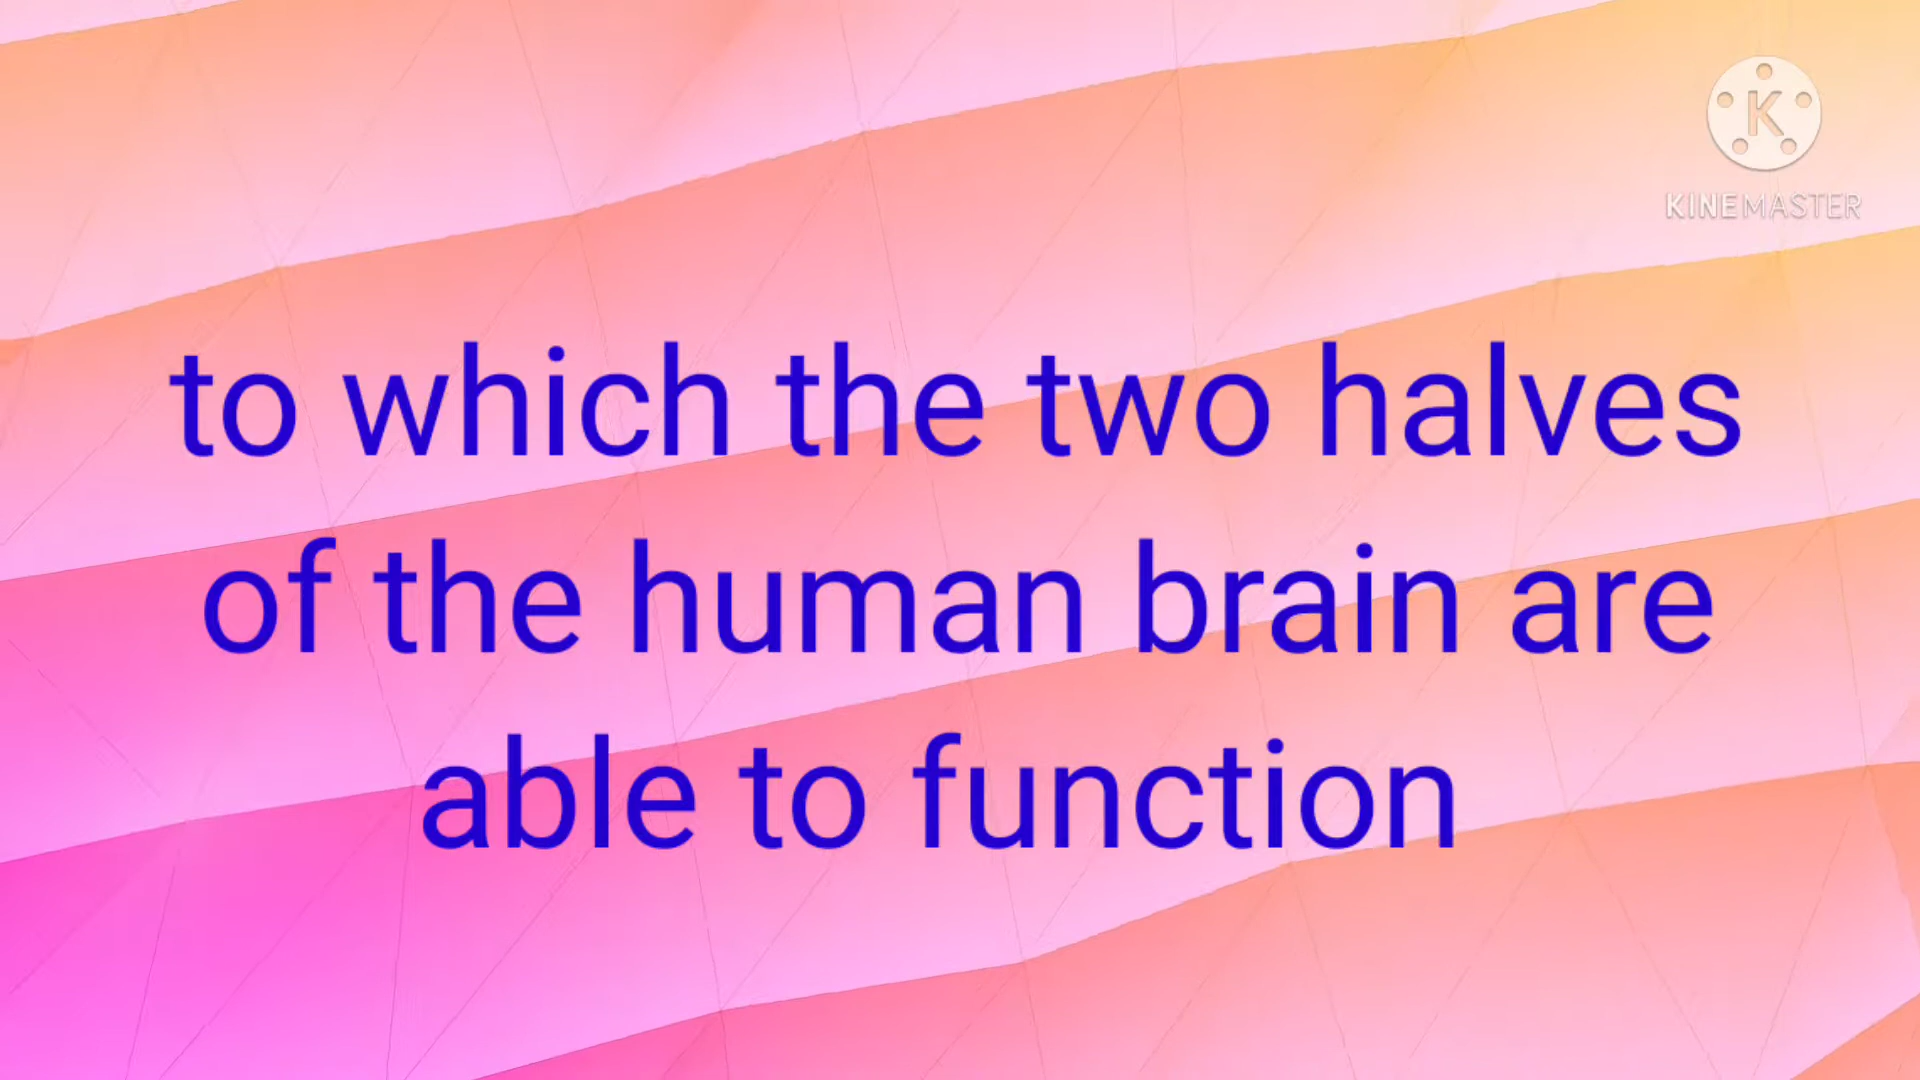 K
KINEMASTER
to which the two halves
of the human brain are
able to function